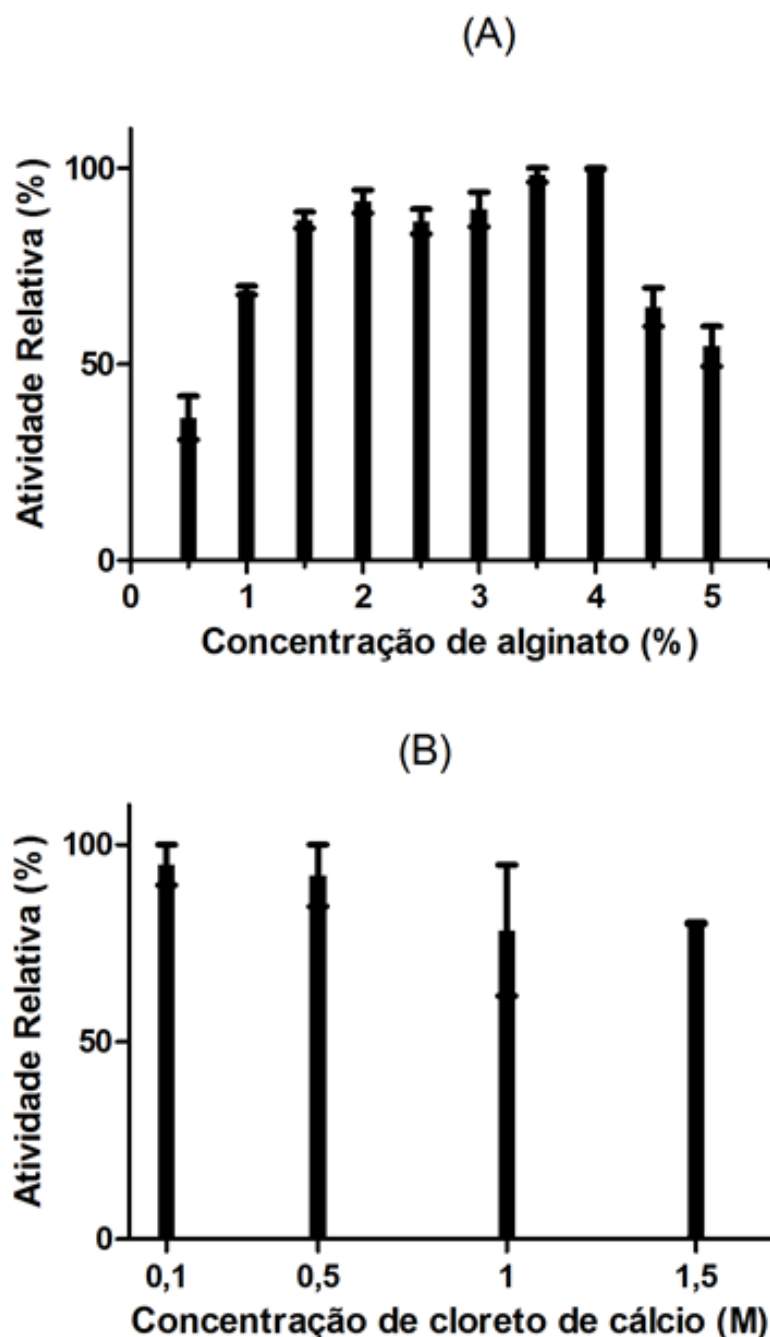 (A)
Atividade Relativa (%)
100
50
0
0 1 2 3 4 5
Concentração de alginato (%)
(B)
Atividade Relativa (%)
100
50
0
0,1 0,5 1 1,5
Concentração de cloreto de cálcio (M)